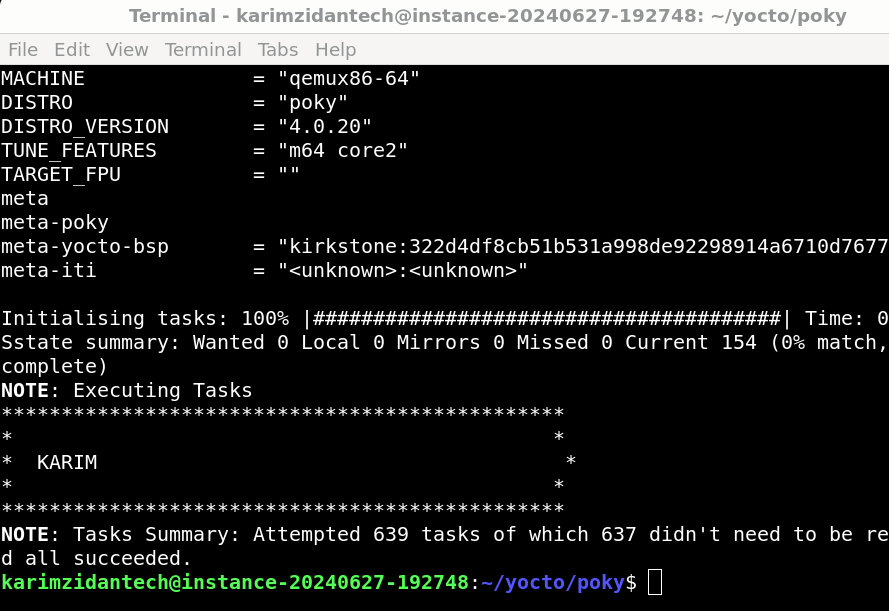 Terminal - karimzidantech@instance-20240627-192748: ~/yocto/poky
File Edit View Terminal Tabs Help
MACHINE              = "qemux86-64"
DISTRO               = "poky"
DISTRO_VERSION       = "4.0.20"
TUNE_FEATURES        = "m64 core2"
TARGET_FPU           = ""
meta
meta-poky
meta-yocto-bsp       = "kirkstone:322d4df8cb51b531a998de92298914a6710d7677
meta-iti             = "<unknown>:<unknown>"
Initialising tasks: 100% |#######################################| Time: 0
Sstate summary: Wanted 0 Local 0 Mirrors 0 Missed 0 Current 154 (0% match,
complete)
NOTE: Executing Tasks
***********************************************
*                                             *
*  KARIM                                       *
*                                             *
***********************************************
NOTE: Tasks Summary: Attempted 639 tasks of which 637 didn't need to be re
d all succeeded.
karimzidantech@instance-20240627-192748:~/yocto/poky$